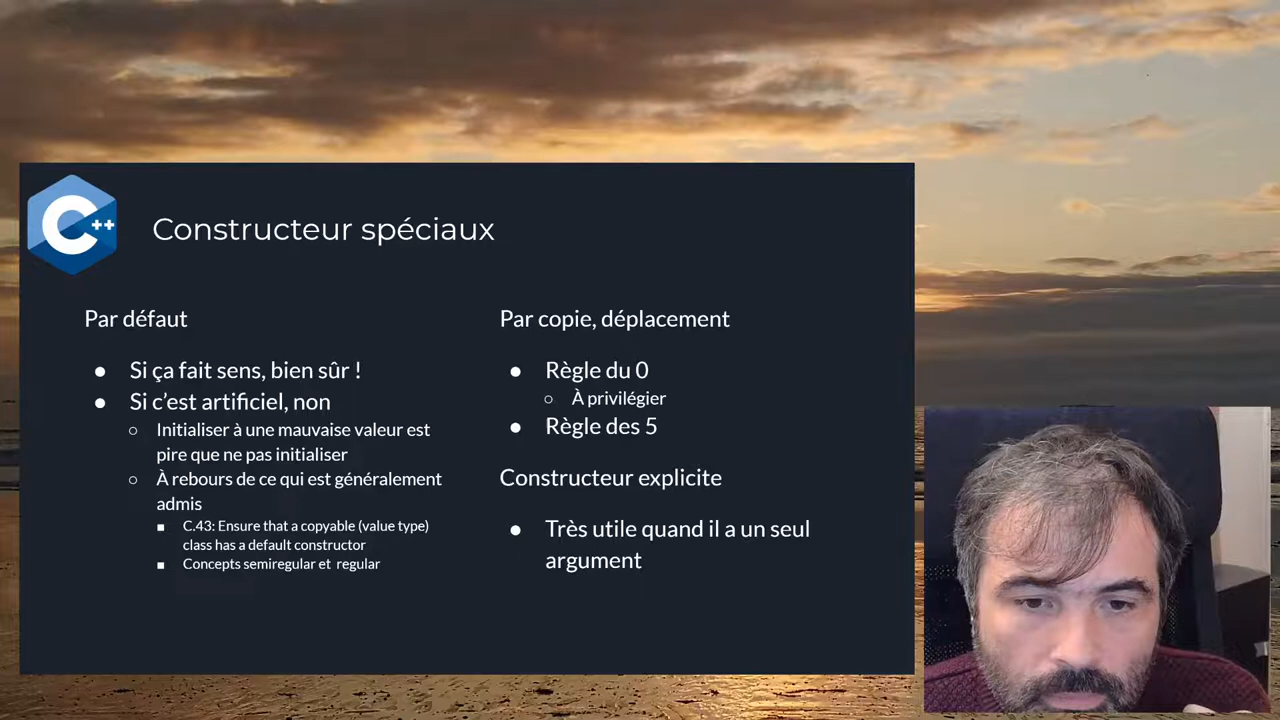 C++
Constructeur spéciaux
Par défaut
● Si ça fait sens, bien sûr !
● Si c’est artificiel, non
○ Initialiser à une mauvaise valeur est
pire que ne pas initialiser
○ À rebours de ce qui est généralement
admis
■ C.43: Ensure that a copyable (value type)
class has a default constructor
■ Concepts semiregular et regular
Par copie, déplacement
● Règle du 0
○ À privilégier
● Règle des 5
Constructeur explicite
● Très utile quand il a un seul
argument